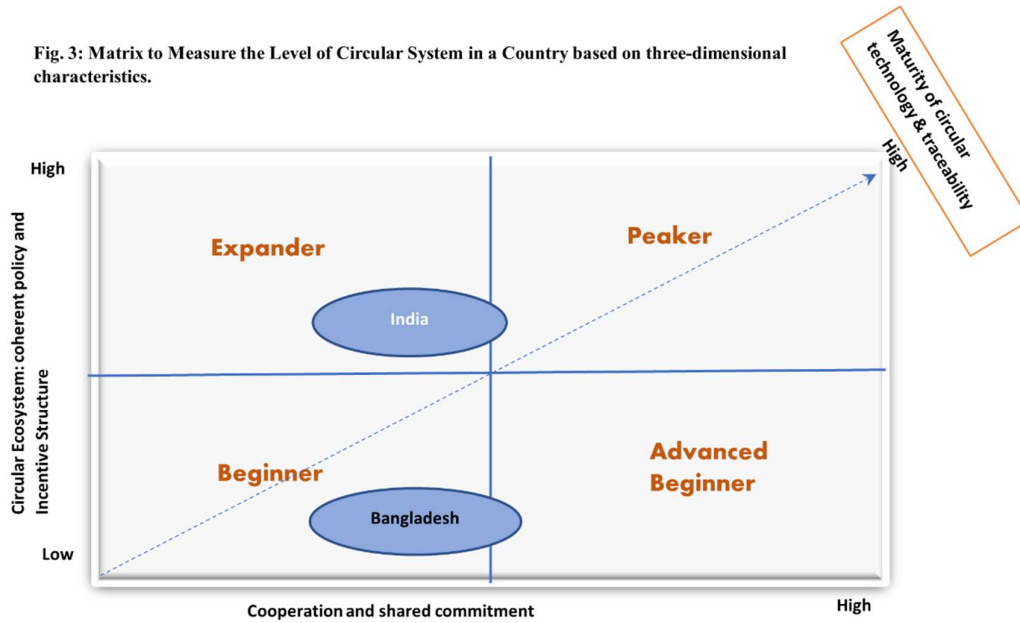 Fig. 3: Matrix to Measure the Level of Circular System in a Country based on three-dimensional
characteristics.
Maturity of circular
technology & traceability
High
High
Expander
Peaker
India
Circular Ecosystem: coherent policy and
Incentive Structure
Beginner
Advanced
Beginner
Bangladesh
Low
Cooperation and shared commitment
High